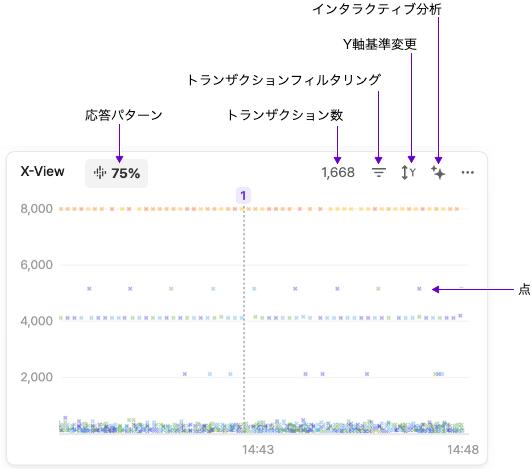 インタラクティブ分析
Y軸基準変更
トランザクションフィルタリング
応答パターン
トランザクション数
X-View
75%
1,668
Y
1
8,000
6,000
点
4,000
2,000
14:43
14:48